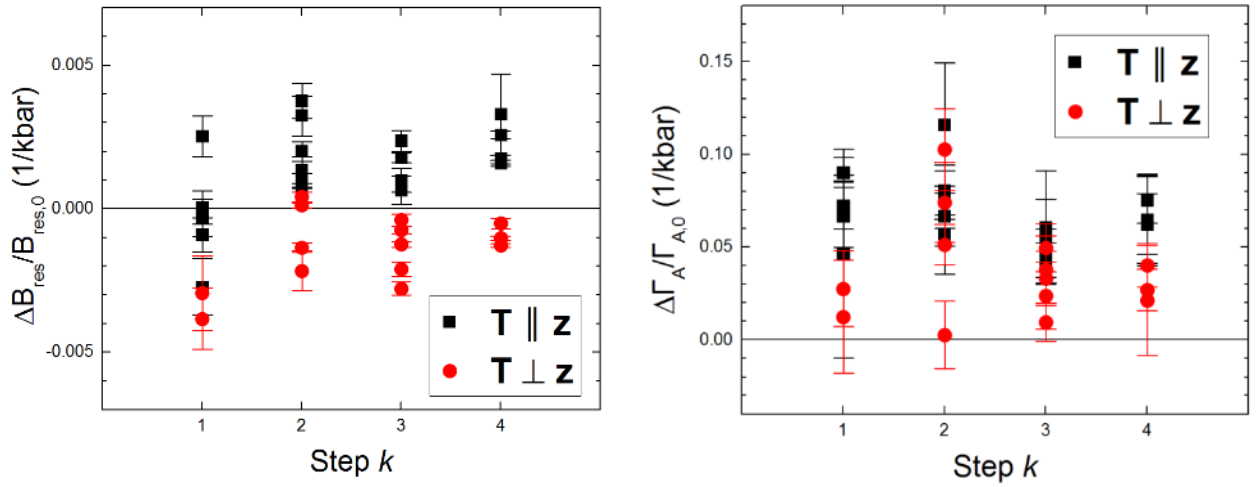 ΔB_res/B_res,0 (1/kbar)
0.005
0.000
-0.005
T ∥ z
T ⊥ z
1 2 3 4
Step k
ΔΓ_A/Γ_A,0 (1/kbar)
0.15
0.10
0.05
0.00
T ∥ z
T ⊥ z
1 2 3 4
Step k